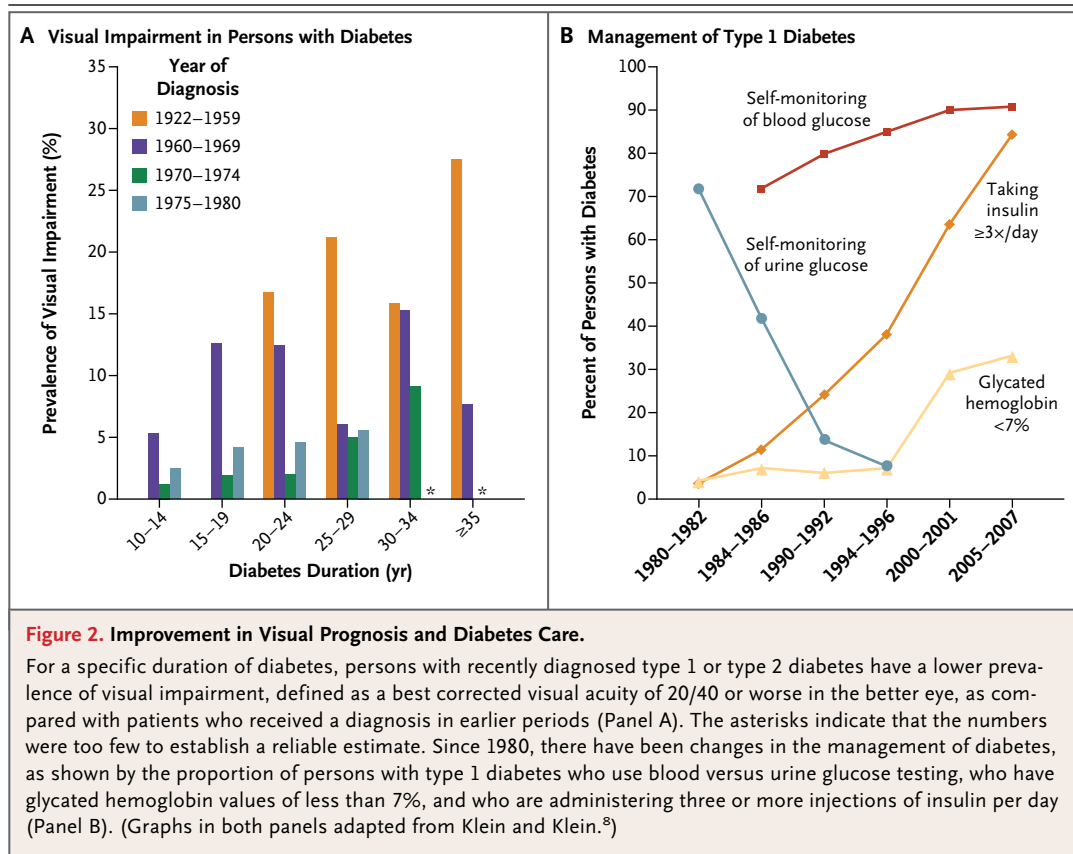 A Visual Impairment in Persons with Diabetes
35
30
25
20
15
10
5
0
Prevalence of Visual Impairment (%)
Year of
Diagnosis
1922–1959
1960–1969
1970–1974
1975–1980
*
*
10–14
15–19
20–24
25–29
30–34
≥35
Diabetes Duration (yr)
B Management of Type 1 Diabetes
100
90
80
70
60
50
40
30
20
10
0
Percent of Persons with Diabetes
Self-monitoring
of blood glucose
Taking
insulin
≥3×/day
Self-monitoring
of urine glucose
Glycated
hemoglobin
<7%
1980–1982
1984–1986
1990–1992
1994–1996
2000–2001
2005–2007
Figure 2. Improvement in Visual Prognosis and Diabetes Care.
For a specific duration of diabetes, persons with recently diagnosed type 1 or type 2 diabetes have a lower preva-
lence of visual impairment, defined as a best corrected visual acuity of 20/40 or worse in the better eye, as com-
pared with patients who received a diagnosis in earlier periods (Panel A). The asterisks indicate that the numbers
were too few to establish a reliable estimate. Since 1980, there have been changes in the management of diabetes,
as shown by the proportion of persons with type 1 diabetes who use blood versus urine glucose testing, who have
glycated hemoglobin values of less than 7%, and who are administering three or more injections of insulin per day
(Panel B). (Graphs in both panels adapted from Klein and Klein.⁸)